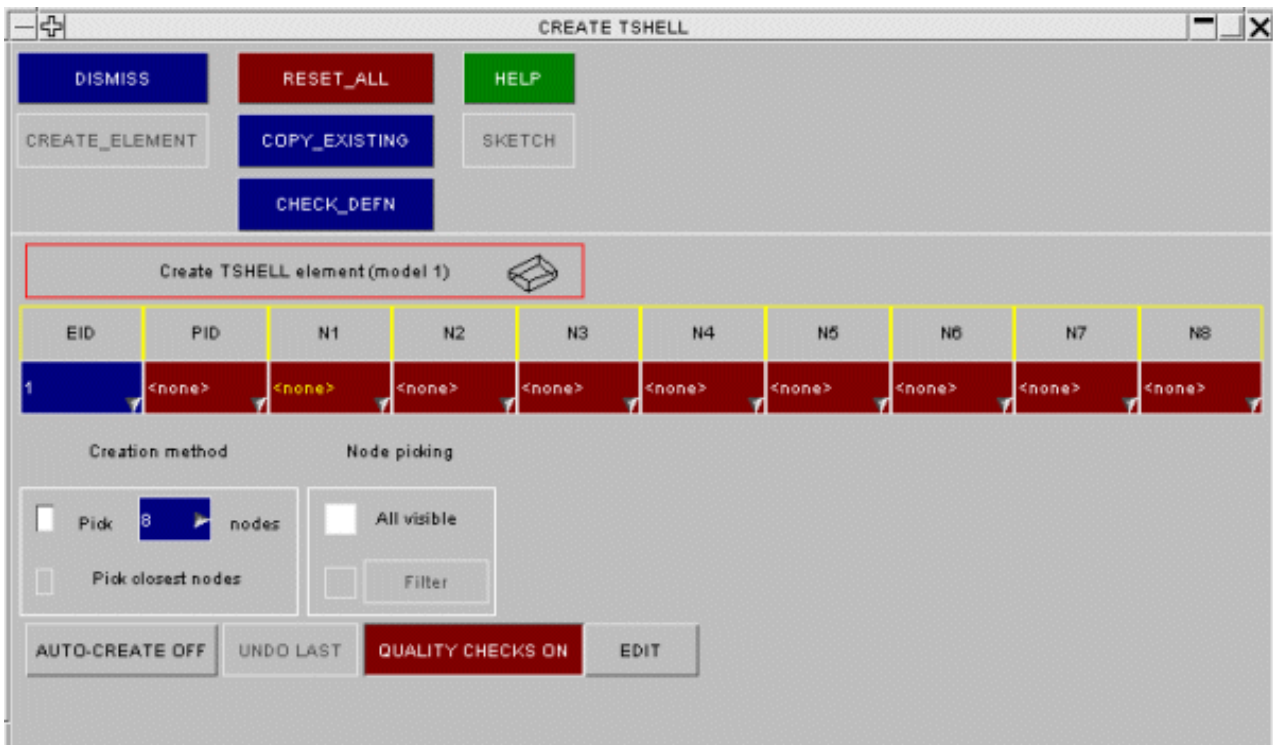 CREATE TSHELL
DISMISS RESET_ALL HELP
CREATE_ELEMENT COPY_EXISTING SKETCH
CHECK_DEFN
Create TSHELL element (model 1)
EID PID N1 N2 N3 N4 N5 N6 N7 N8
1 <none> <none> <none> <none> <none> <none> <none> <none> <none>
Creation method Node picking
Pick 8 nodes All visible
Pick closest nodes Filter
AUTO-CREATE OFF UNDO LAST QUALITY CHECKS ON EDIT